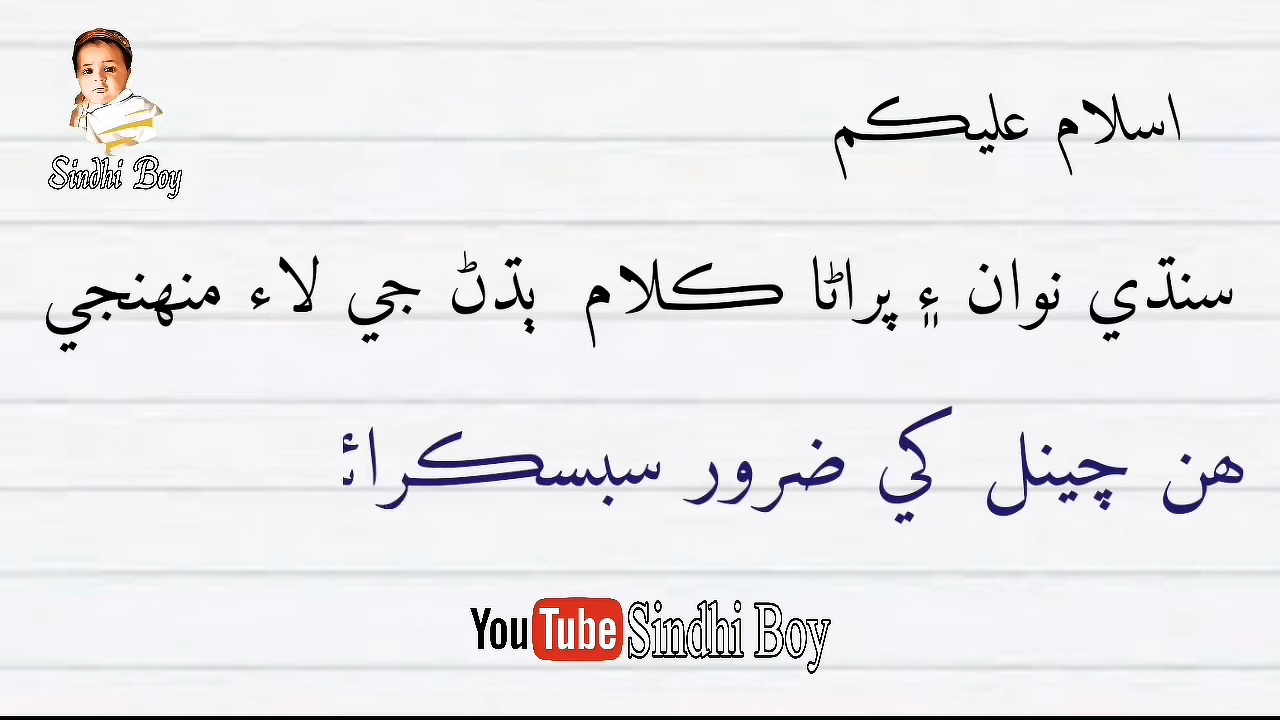 Sindhi Boy
اسلام عليڪم
سنڌي نوان ۽ پراڻا ڪلام ٻڌڻ جي لاء منهنجي
هن چينل کي ضرور سبسڪرائ
YouTube Sindhi Boy